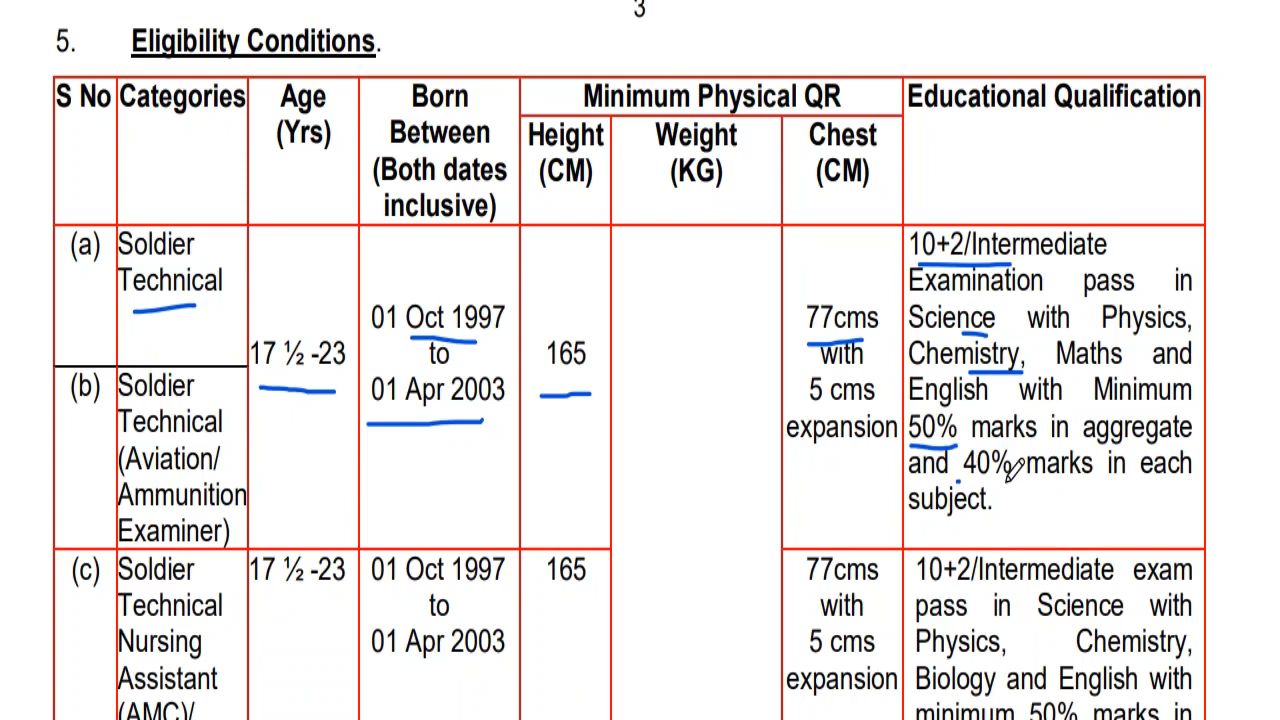 3
5. Eligibility Conditions.
S No Categories Age (Yrs) Born Between (Both dates inclusive) Minimum Physical QR Educational Qualification
Height (CM) Weight (KG) Chest (CM)
(a) Soldier
Technical
17 ½ -23
01 Oct 1997
to
01 Apr 2003
165
77cms
with
5 cms
expansion
10+2/Intermediate
Examination pass in
Science with Physics,
Chemistry, Maths and
English with Minimum
50% marks in aggregate
and 40% marks in each
subject.
(b) Soldier
Technical
(Aviation/
Ammunition
Examiner)
(c) Soldier
Technical
Nursing
Assistant
(AMC)/
17 ½ -23
01 Oct 1997
to
01 Apr 2003
165
77cms
with
5 cms
expansion
10+2/Intermediate exam
pass in Science with
Physics, Chemistry,
Biology and English with
minimum 50% marks in